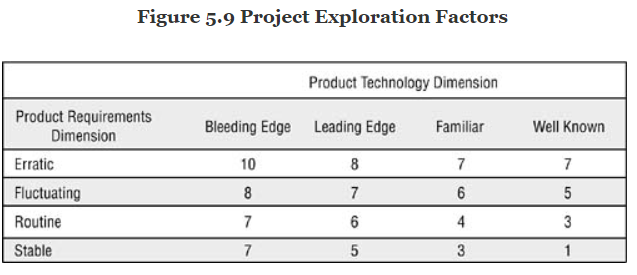 Figure 5.9 Project Exploration Factors
Product Technology Dimension
Product Requirements
Dimension
Bleeding Edge Leading Edge Familiar Well Known
Erratic 10 8 7 7
Fluctuating 8 7 6 5
Routine 7 6 4 3
Stable 7 5 3 1